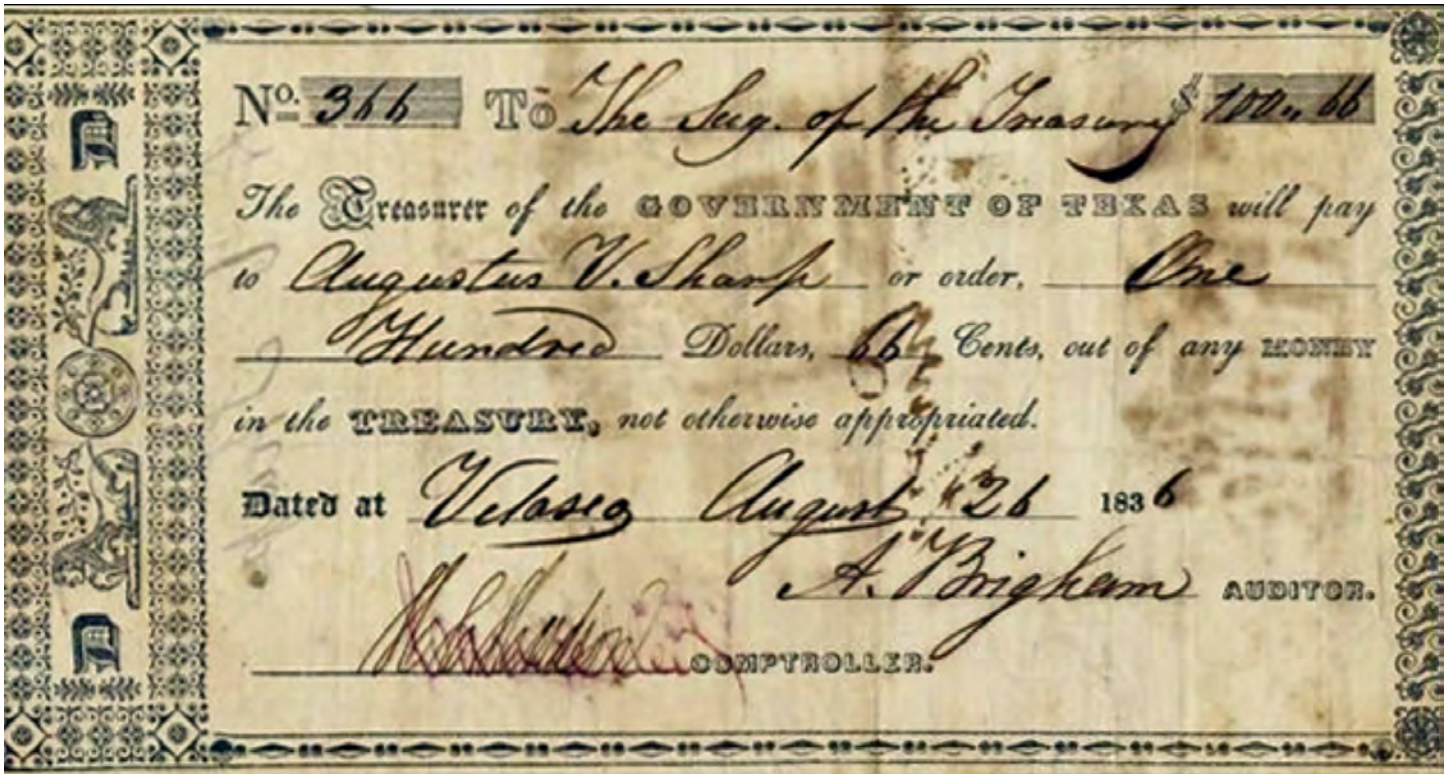 No. 366 To The Secy. of the Treasury $ 100.. 66
The Treasurer of the GOVERNMENT OF TEXAS will pay
to Augustus V. Sharp or order, One
Hundred Dollars, 66 Cents, out of any MONEY
in the TREASURY, not otherwise appropriated.
Dated at Velasco August 26 1836
A. Brigham AUDITOR.
COMPTROLLER.
D
D